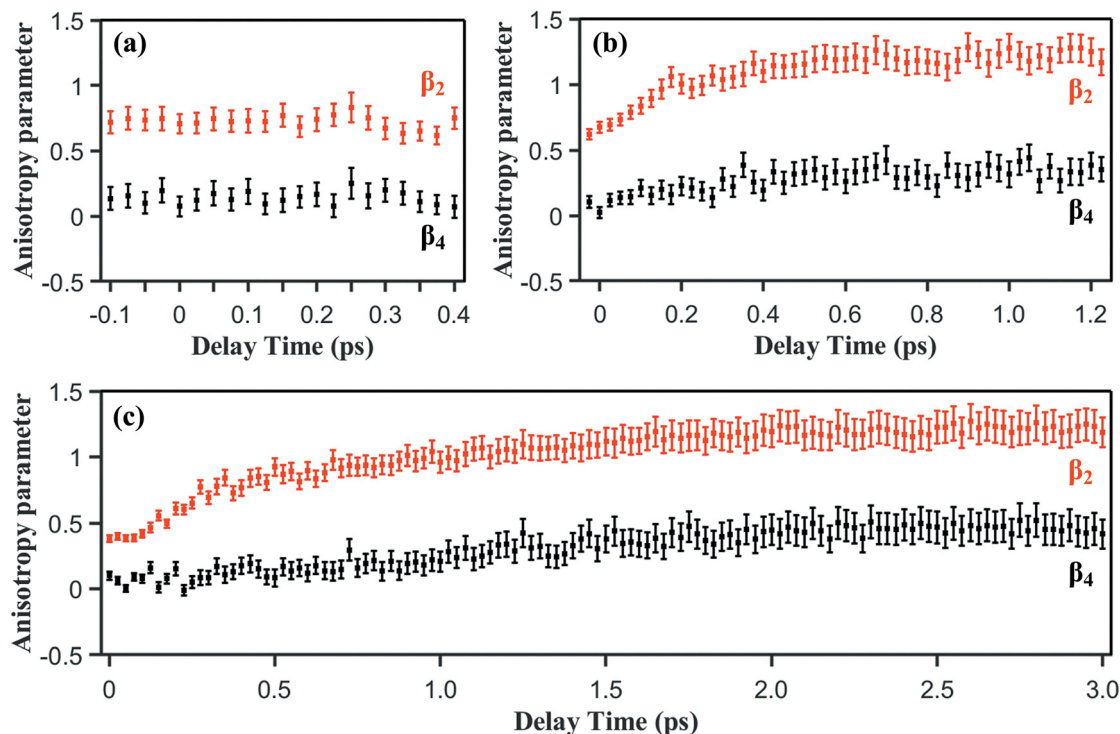 (a)
Anisotropy parameter
1.5
1
0.5
0
-0.5
β2
β4
-0.1 0 0.1 0.2 0.3 0.4
Delay Time (ps)
(b)
Anisotropy parameter
1.5
1
0.5
0
-0.5
β2
β4
0 0.2 0.4 0.6 0.8 1.0 1.2
Delay Time (ps)
(c)
Anisotropy parameter
1.5
1
0.5
0
-0.5
β2
β4
0 0.5 1.0 1.5 2.0 2.5 3.0
Delay Time (ps)